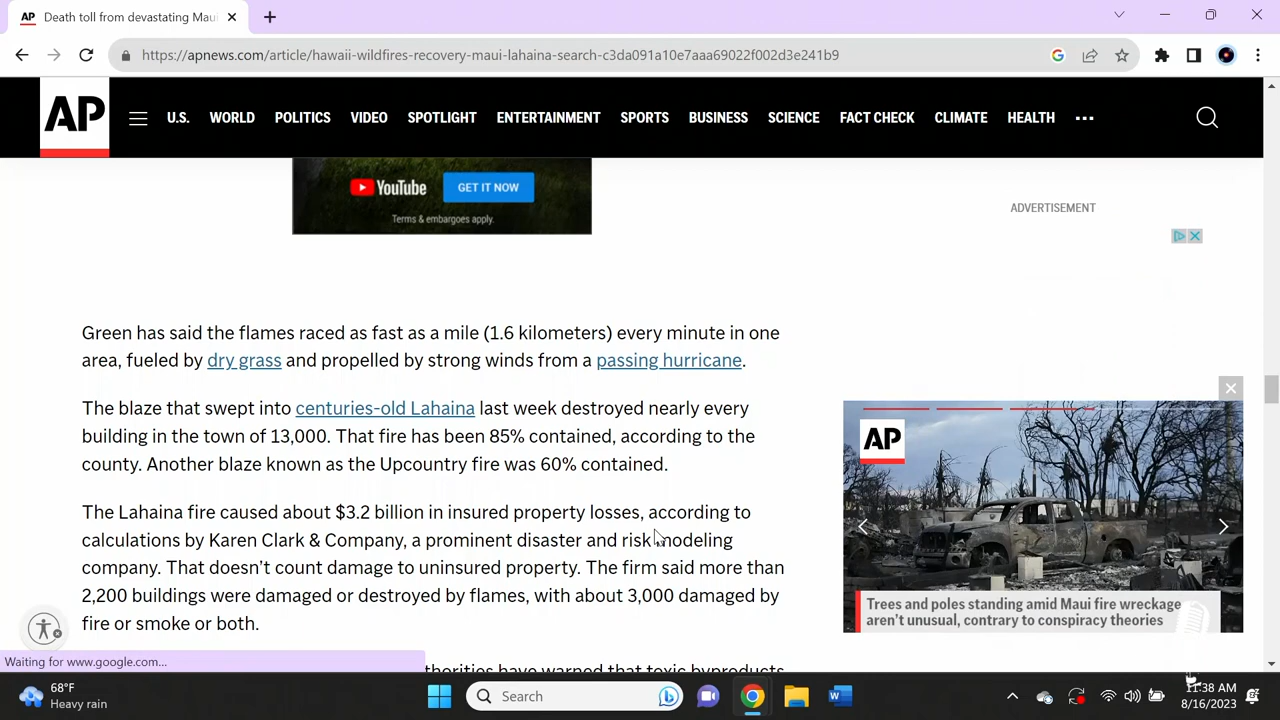 AP Death toll from devastating Maui
https://apnews.com/article/hawaii-wildfires-recovery-maui-lahaina-search-c3da091a10e7aaa69022f002d3e241b9
AP U.S. WORLD POLITICS VIDEO SPOTLIGHT ENTERTAINMENT SPORTS BUSINESS SCIENCE FACT CHECK CLIMATE HEALTH
YouTube GET IT NOW
Terms & embargoes apply.
ADVERTISEMENT
Green has said the flames raced as fast as a mile (1.6 kilometers) every minute in one
area, fueled by dry grass and propelled by strong winds from a passing hurricane.
The blaze that swept into centuries-old Lahaina last week destroyed nearly every
building in the town of 13,000. That fire has been 85% contained, according to the
county. Another blaze known as the Upcountry fire was 60% contained.
The Lahaina fire caused about $3.2 billion in insured property losses, according to
calculations by Karen Clark & Company, a prominent disaster and risk modeling
company. That doesn't count damage to uninsured property. The firm said more than
2,200 buildings were damaged or destroyed by flames, with about 3,000 damaged by
fire or smoke or both.
AP
Trees and poles standing amid Maui fire wreckage
aren't unusual, contrary to conspiracy theories
Waiting for www.google.com...
thorities have warned that toxic byproducts
68°F
Heavy rain
Search
11:38 AM
8/16/2023